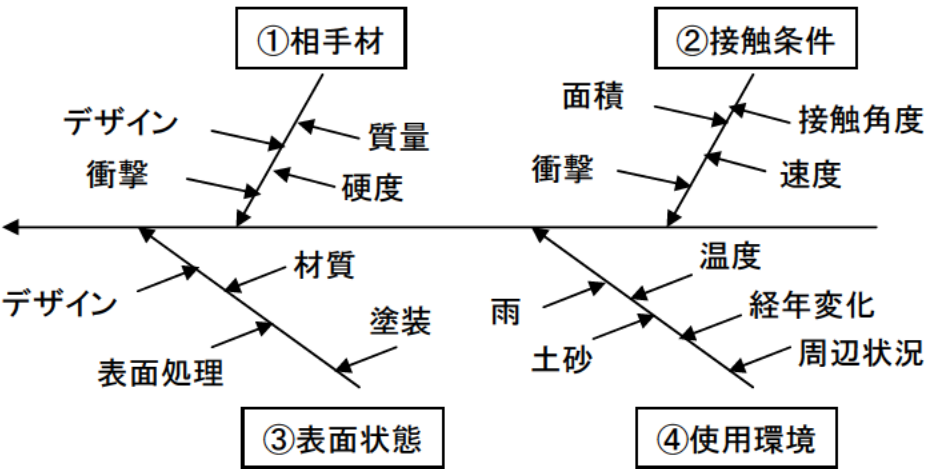 ①相手材
②接触条件
デザイン
質量
衝撃
硬度
面積
接触角度
衝撃
速度
デザイン
材質
表面処理
塗装
雨
温度
土砂
経年変化
周辺状況
③表面状態
④使用環境